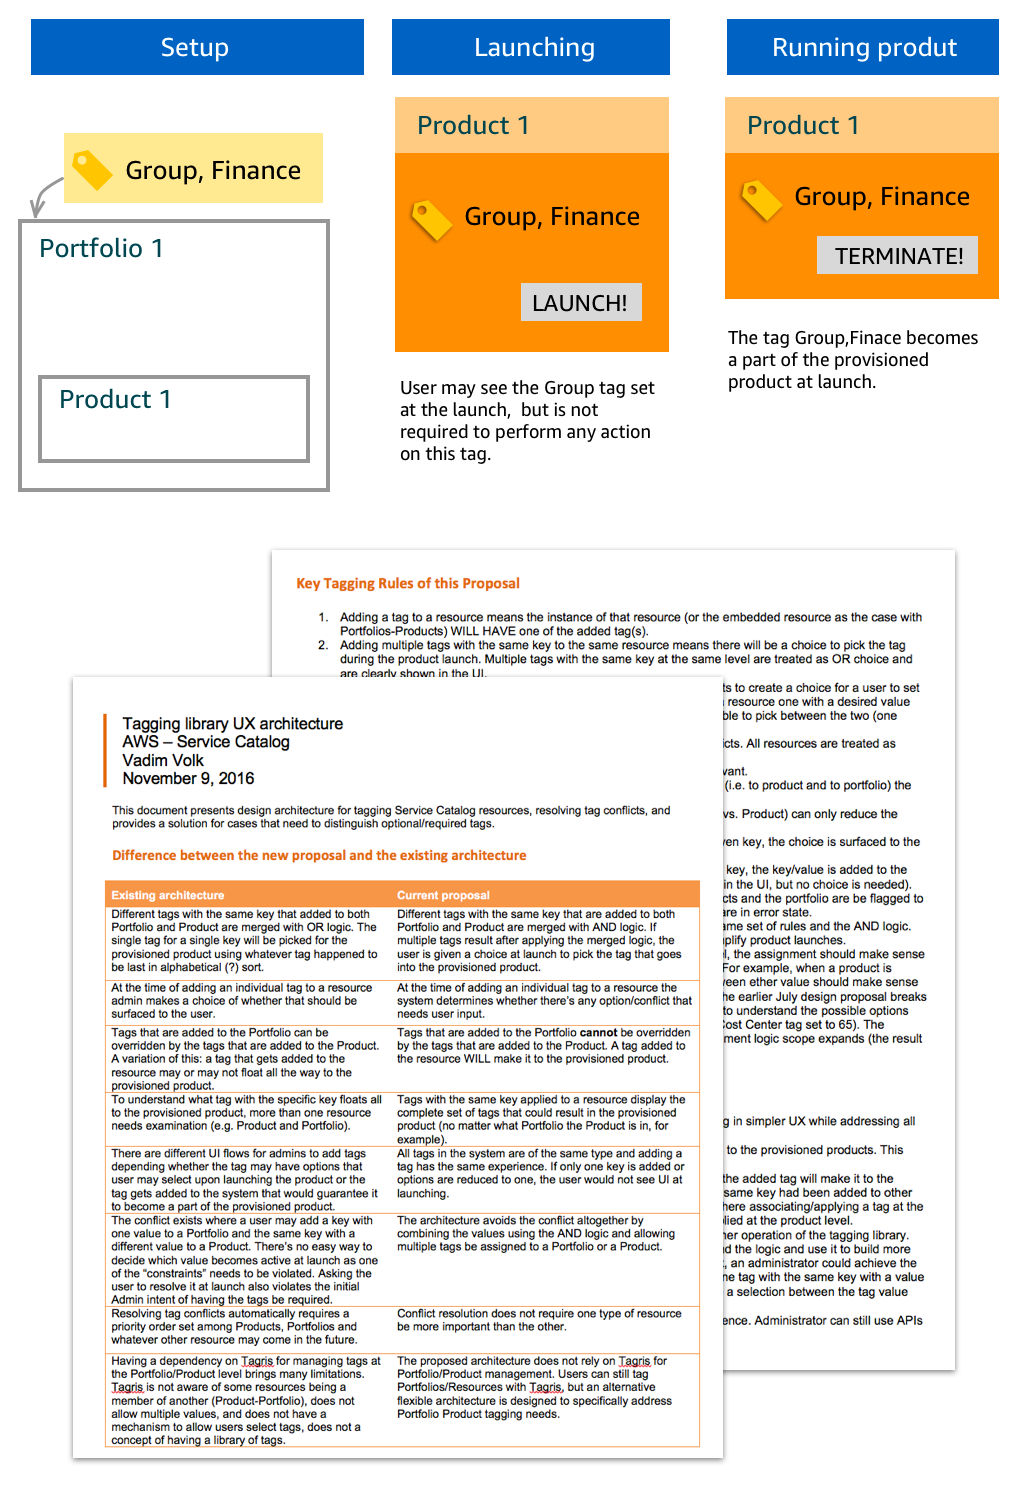 Setup
Launching
Running produt
Group, Finance
Portfolio 1
Product 1
Product 1
Group, Finance
LAUNCH!
User may see the Group tag set
at the launch,  but is not
required to perform any action
on this tag.
Product 1
Group, Finance
TERMINATE!
The tag Group,Finace becomes
a part of the provisioned
product at launch.
Key Tagging Rules of this Proposal
1. Adding a tag to a resource means the instance of that resource (or the embedded resource as the case with
Portfolios-Products) WILL HAVE one of the added tag(s).
2. Adding multiple tags with the same key to the same resource means there will be a choice to pick the tag
during the product launch. Multiple tags with the same key at the same level are treated as OR choice and
are clearly shown in the UI.
ts to create a choice for a user to set
resource one with a desired value
ble to pick between the two (one
cts. All resources are treated as
vant.
(i.e. to product and to portfolio) the
vs. Product) can only reduce the
ven key, the choice is surfaced to the
key, the key/value is added to the
in the UI, but no choice is needed).
cts and the portfolio are be flagged to
are in error state.
ame set of rules and the AND logic.
nplify product launches.
l, the assignment should make sense
For example, when a product is
ween ether value should make sense
he earlier July design proposal breaks
to understand the possible options
Cost Center tag set to 65). The
ment logic scope expands (the result
g in simpler UX while addressing all
to the provisioned products. This
the added tag will make it to the
same key had been added to other
here associating/applying a tag at the
lied at the product level.
her operation of the tagging library.
d the logic and use it to build more
, an administrator could achieve the
he tag with the same key with a value
a selection between the tag value
ence. Administrator can still use APIs
Tagging library UX architecture
AWS – Service Catalog
Vadim Volk
November 9, 2016
This document presents design architecture for tagging Service Catalog resources, resolving tag conflicts, and
provides a solution for cases that need to distinguish optional/required tags.
Difference between the new proposal and the existing architecture
Existing architecture
Current proposal
Different tags with the same key that added to both
Portfolio and Product are merged with OR logic. The
single tag for a single key will be picked for the
provisioned product using whatever tag happened to
be last in alphabetical (?) sort.
Different tags with the same key that are added to both
Portfolio and Product are merged with AND logic. If
multiple tags result after applying the merged logic, the
user is given a choice at launch to pick the tag that goes
into the provisioned product.
At the time of adding an individual tag to a resource
admin makes a choice of whether that should be
surfaced to the user.
At the time of adding an individual tag to a resource the
system determines whether there's any option/conflict that
needs user input.
Tags that are added to the Portfolio can be
overridden by the tags that are added to the Product.
A variation of this: a tag that gets added to the
resource may or may not float all the way to the
provisioned product.
Tags that are added to the Portfolio cannot be overridden
by the tags that are added to the Product. A tag added to
the resource WILL make it to the provisioned product.
To understand what tag with the specific key floats all
to the provisioned product, more than one resource
needs examination (e.g. Product and Portfolio).
Tags with the same key applied to a resource display the
complete set of tags that could result in the provisioned
product (no matter what Portfolio the Product is in, for
example).
There are different UI flows for admins to add tags
depending whether the tag may have options that
user may select upon launching the product or the
tag gets added to the system that would guarantee it
to become a part of the provisioned product.
All tags in the system are of the same type and adding a
tag has the same experience. If only one key is added or
options are reduced to one, the user would not see UI at
launching.
The conflict exists where a user may add a key with
one value to a Portfolio and the same key with a
different value to a Product. There's no easy way to
decide which value becomes active at launch as one
of the “constraints” needs to be violated. Asking the
user to resolve it at launch also violates the initial
Admin intent of having the tags be required.
The architecture avoids the conflict altogether by
combining the values using the AND logic and allowing
multiple tags be assigned to a Portfolio or a Product.
Resolving tag conflicts automatically requires a
priority order set among Products, Portfolios and
whatever other resource may come in the future.
Conflict resolution does not require one type of resource
be more important than the other.
Having a dependency on Tagris for managing tags at
the Portfolio/Product level brings many limitations.
Tagris is not aware of some resources being a
member of another (Product-Portfolio), does not
allow multiple values, and does not have a
mechanism to allow users select tags, does not a
concept of having a library of tags.
The proposed architecture does not rely on Tagris for
Portfolio/Product management. Users can still tag
Portfolios/Resources with Tagris, but an alternative
flexible architecture is designed to specifically address
Portfolio Product tagging needs.